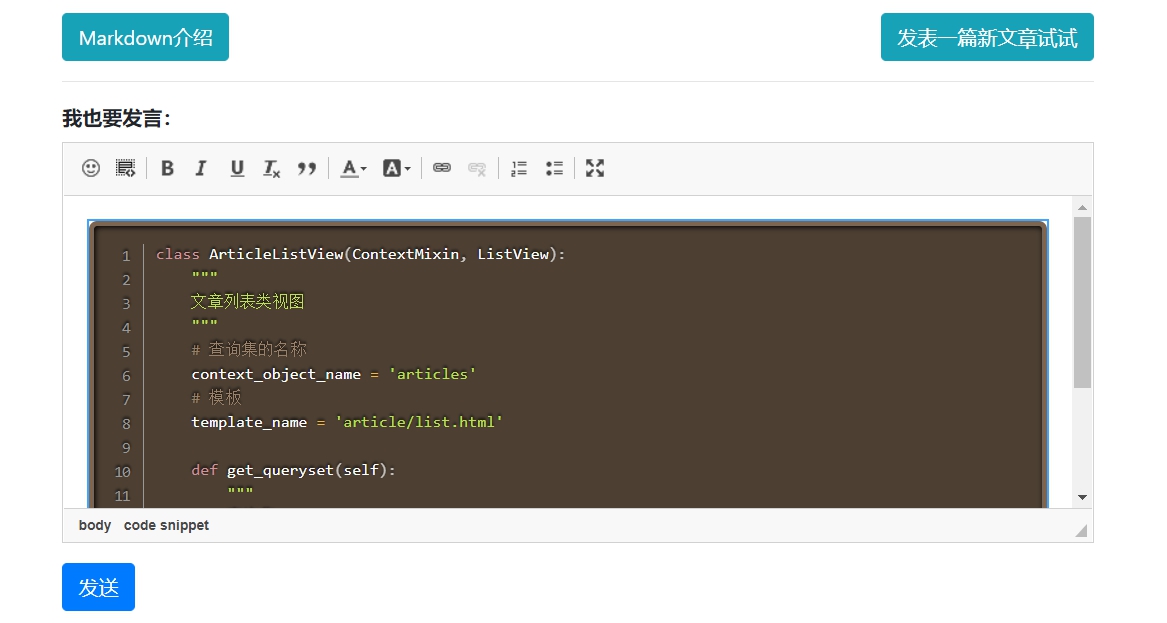 Markdown介绍
发表一篇新文章试试
我也要发言：
1 class ArticleListView(ContextMixin, ListView):
2 """
3 文章列表类视图
4 """
5 # 查询集的名称
6 context_object_name = 'articles'
7 # 模板
8 template_name = 'article/list.html'
9
10 def get_queryset(self):
11 """
body code snippet
发送